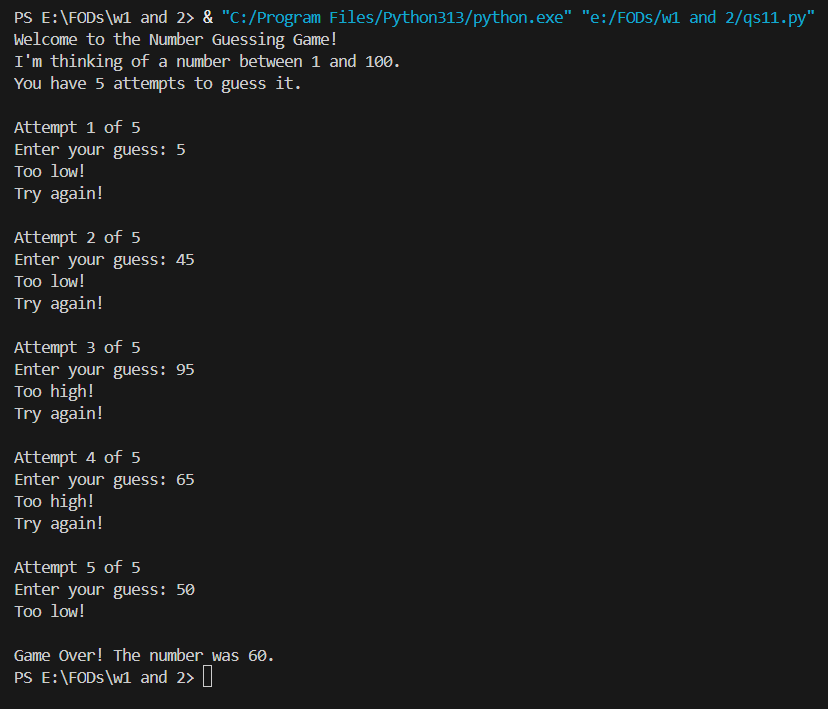 PS E:\FODs\w1 and 2> & "C:/Program Files/Python313/python.exe" "e:/FODs/w1 and 2/qs11.py"
Welcome to the Number Guessing Game!
I'm thinking of a number between 1 and 100.
You have 5 attempts to guess it.

Attempt 1 of 5
Enter your guess: 5
Too low!
Try again!

Attempt 2 of 5
Enter your guess: 45
Too low!
Try again!

Attempt 3 of 5
Enter your guess: 95
Too high!
Try again!

Attempt 4 of 5
Enter your guess: 65
Too high!
Try again!

Attempt 5 of 5
Enter your guess: 50
Too low!

Game Over! The number was 60.
PS E:\FODs\w1 and 2>